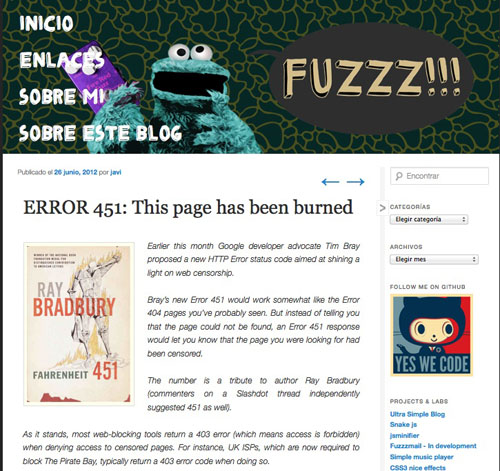 INICIO
ENLACES
SOBRE MI
SOBRE ESTE BLOG
FUZZZ!!!
Publicado el 26 junio, 2012 por javi
← →
ERROR 451: This page has been burned
RAY
BRADBURY
FAHRENHEIT 451
Earlier this month Google developer advocate Tim Bray
proposed a new HTTP Error status code aimed at shining a
light on web censorship.
Bray's new Error 451 would work somewhat like the Error
404 pages you've probably seen. But instead of telling you
that the page could not be found, an Error 451 response
would let you know that the page you were looking for had
been censored.
The number is a tribute to author Ray Bradbury
(commenters on a Slashdot thread independently
suggested 451 as well).
As it stands, most web-blocking tools return a 403 error (which means access is forbidden)
when denying access to censored pages. For instance, UK ISPs, which are now required to
block The Pirate Bay, typically return a 403 error code when doing so.
Encontrar
>
CATEGORÍAS
Elegir categoría
ARCHIVOS
Elegir mes
FOLLOW ME ON GITHUB
YES WE CODE
PROJECTS & LABS
Ultra Simple Blog
Snake js
jsminifier
Fuzzzmail - In development
Simple music player
CSS3 nice effects